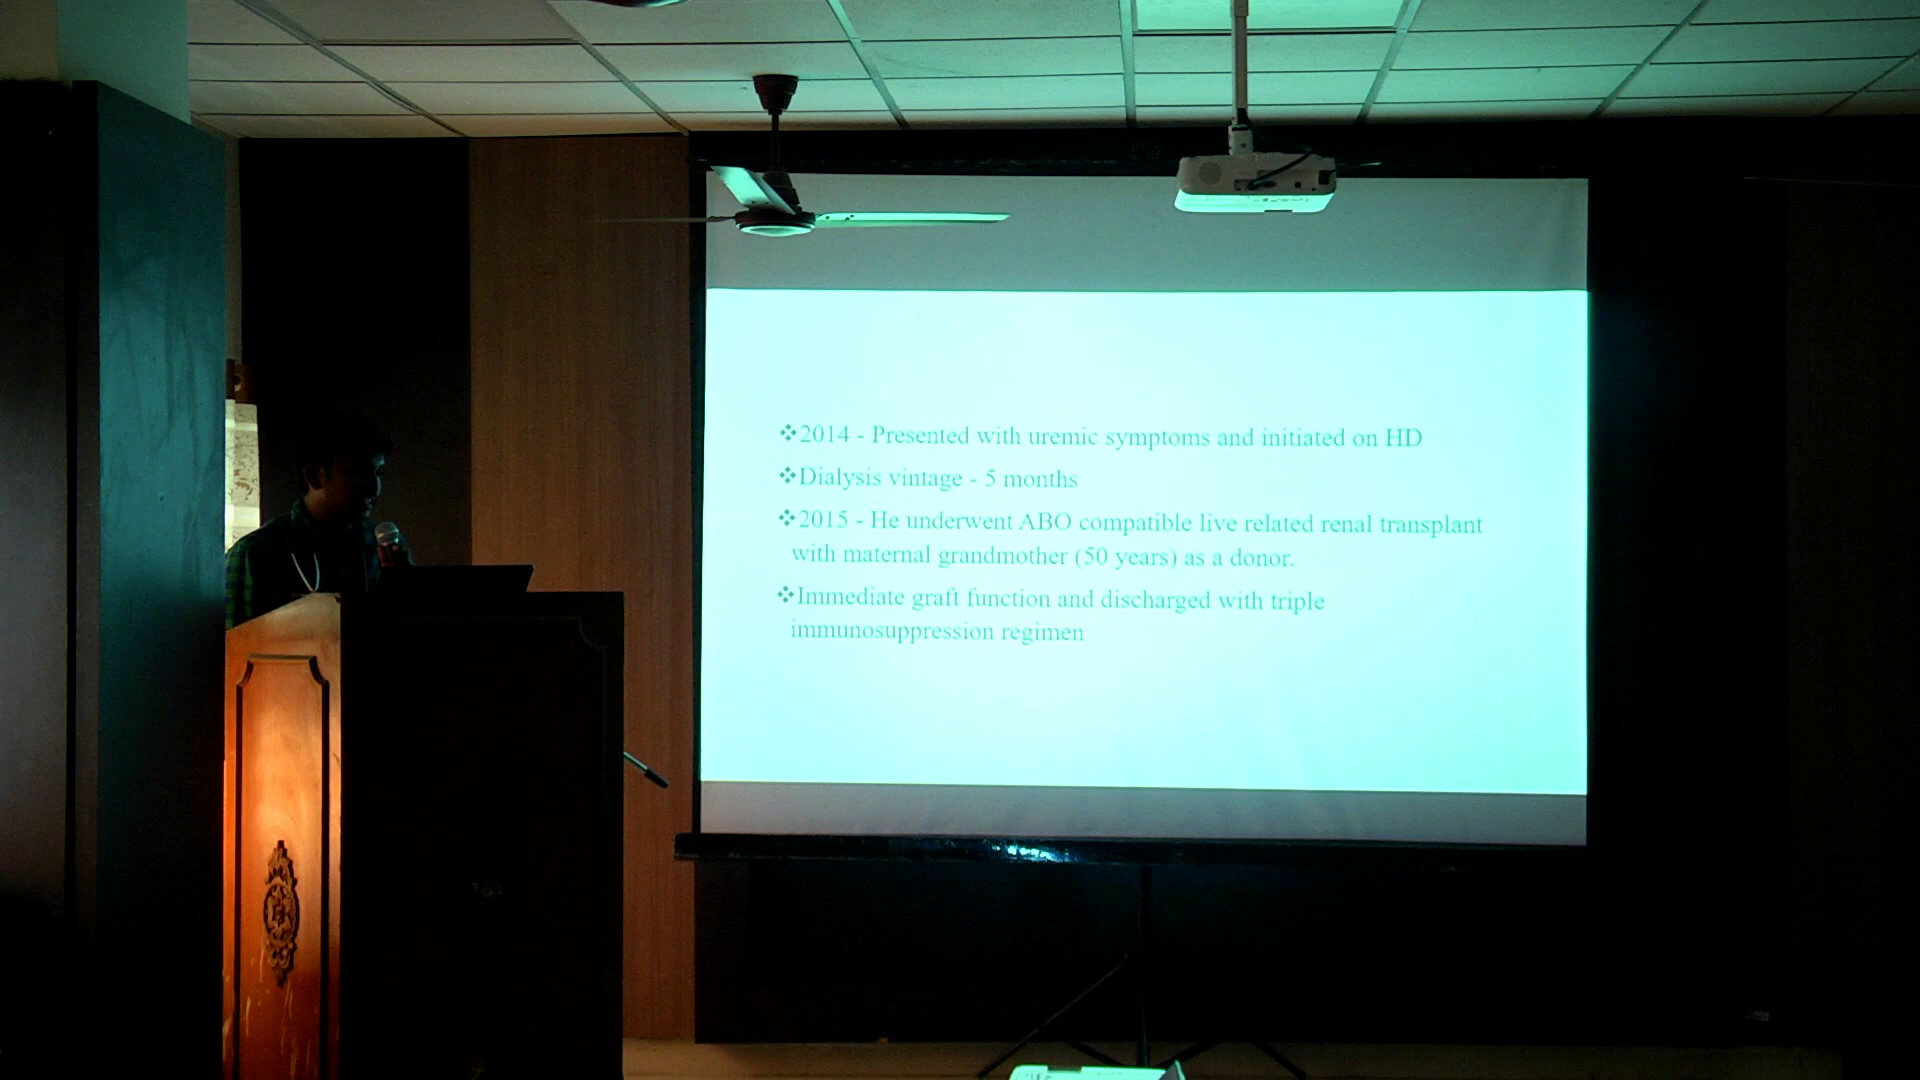 ❖2014 - Presented with uremic symptoms and initiated on HD
❖Dialysis vintage - 5 months
❖2015 - He underwent ABO compatible live related renal transplant
with maternal grandmother (50 years) as a donor.
❖Immediate graft function and discharged with triple
immunosuppression regimen